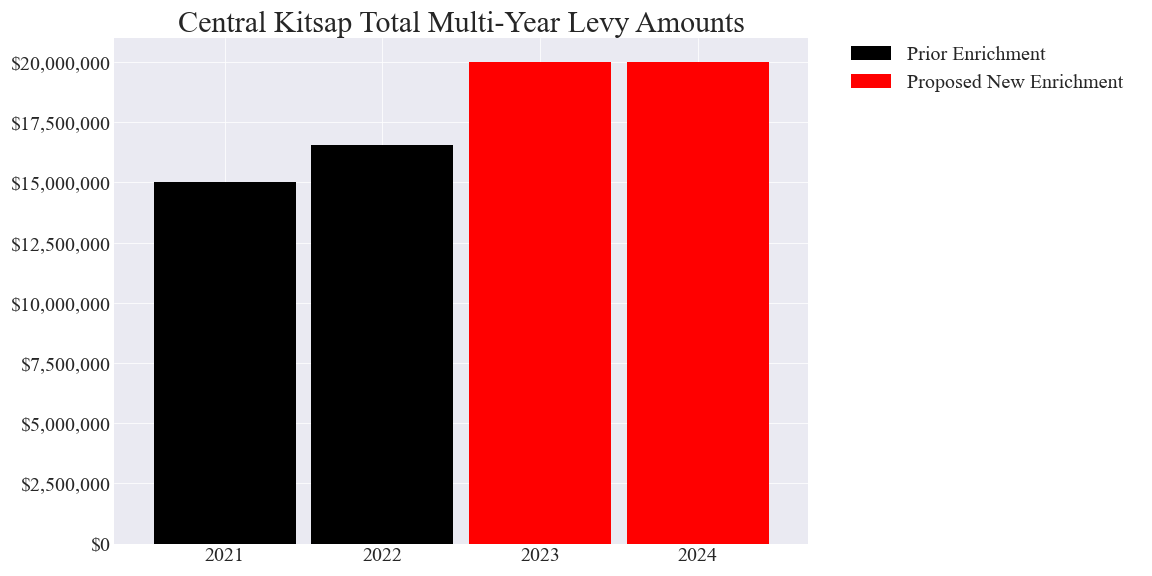 Central Kitsap Total Multi-Year Levy Amounts
Prior Enrichment
Proposed New Enrichment
$20,000,000
$17,500,000
$15,000,000
$12,500,000
$10,000,000
$7,500,000
$5,000,000
$2,500,000
$0
2021 2022 2023 2024